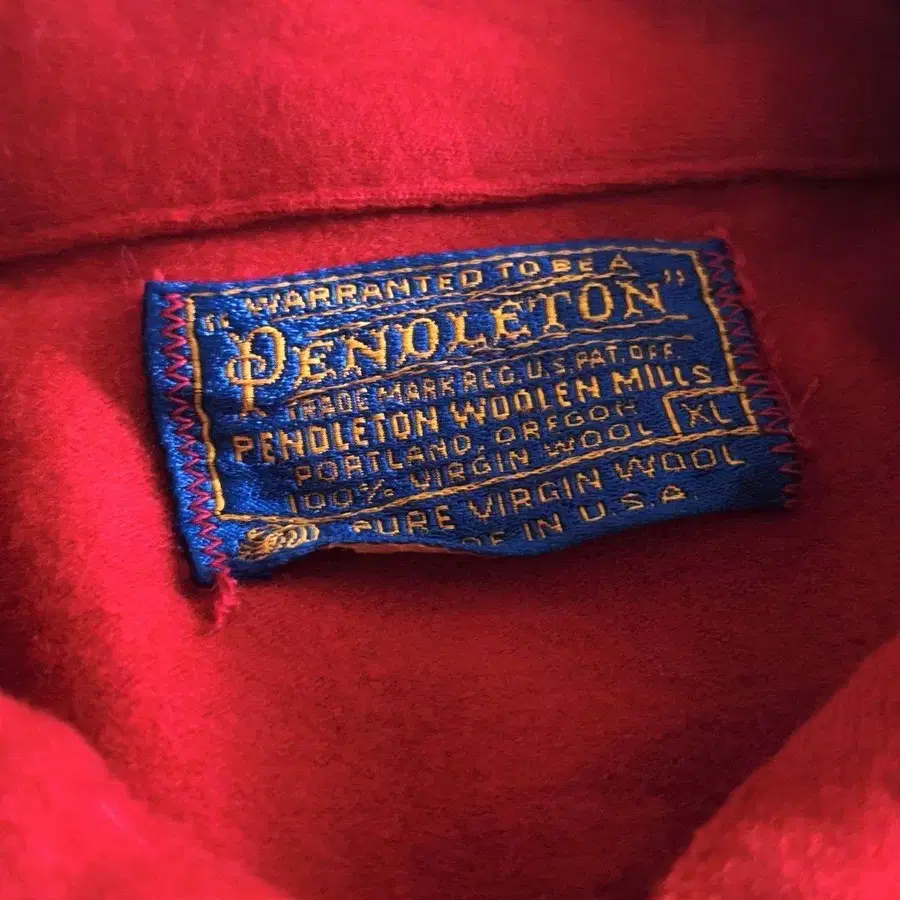 "WARRANTED TO BE A
PENDLETON"
TRADE MARK REG. U.S. PAT. OFF.
PENDLETON WOOLEN MILLS
PORTLAND, OREGON
100% VIRGIN WOOL
XL
PURE VIRGIN WOOL
IN U.S.A.